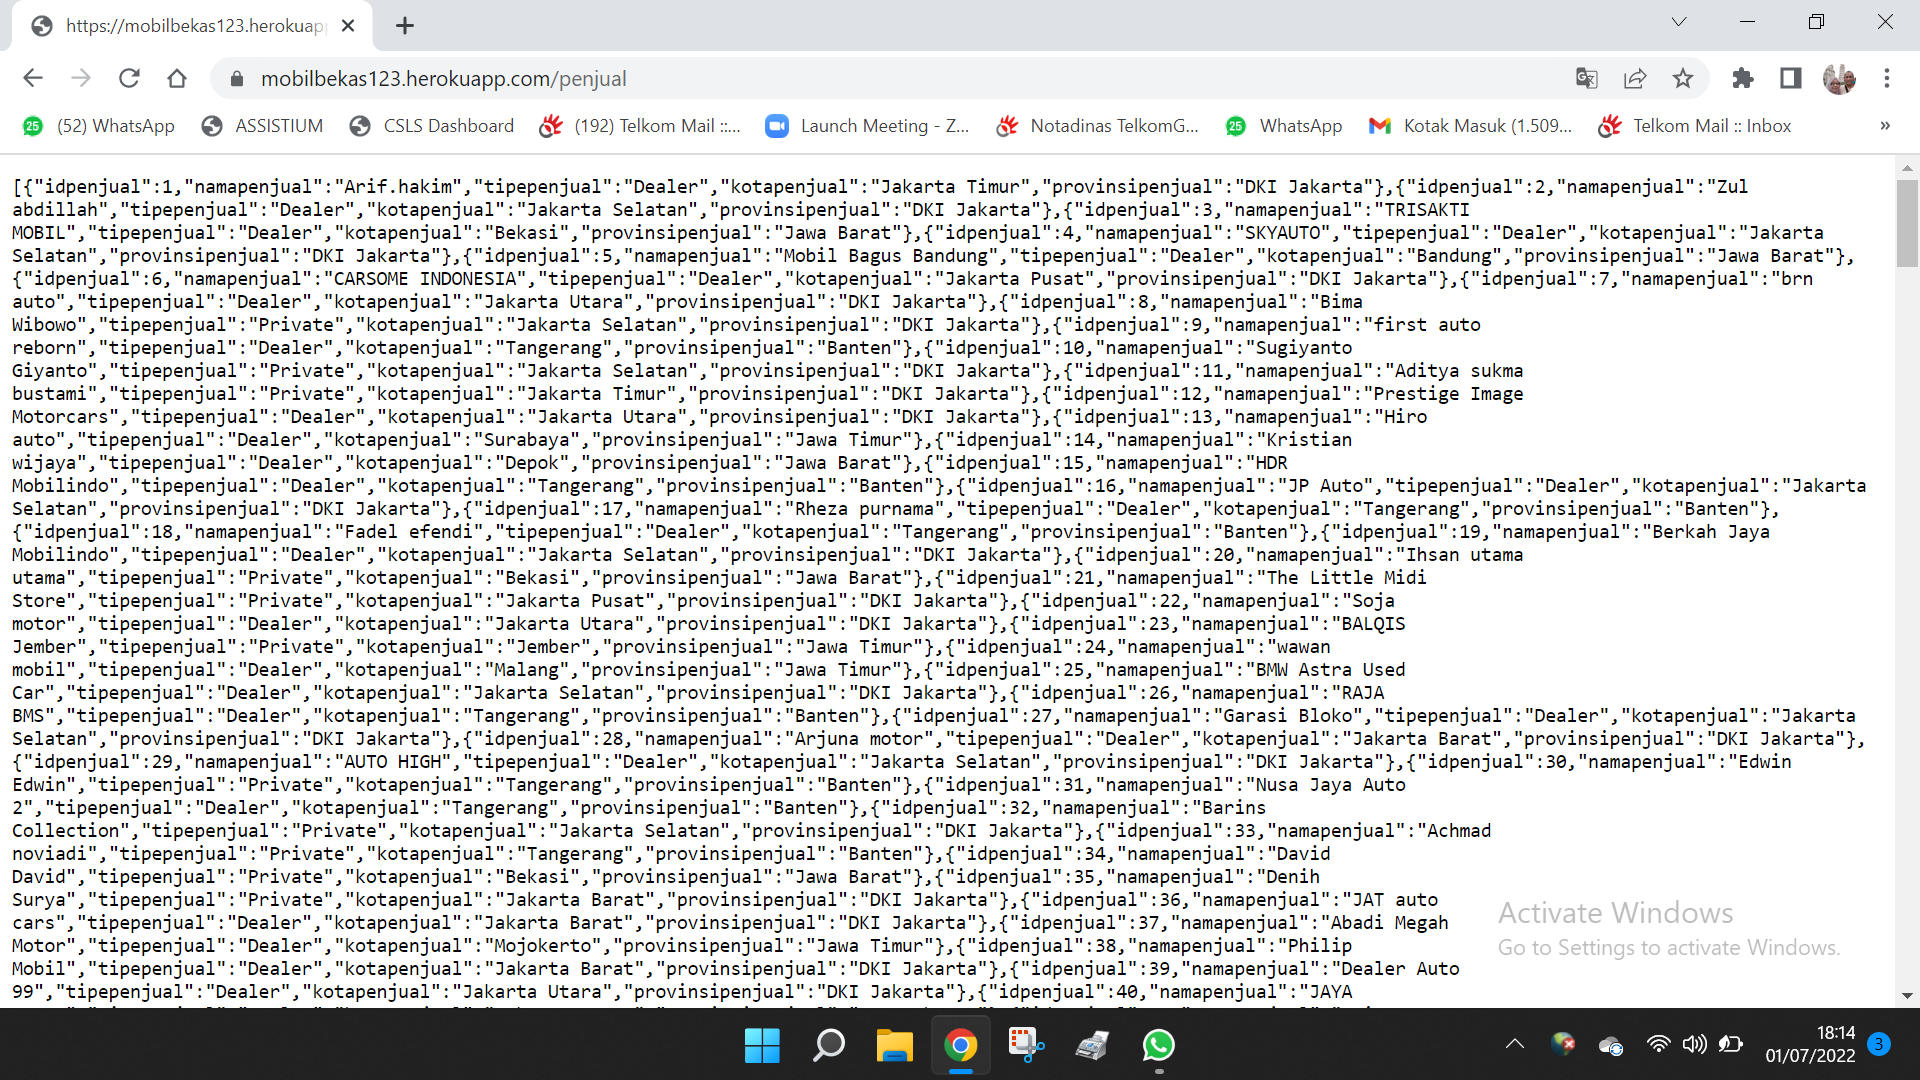 https://mobilbekas123.herokuap
mobilbekas123.herokuapp.com/penjual
(52) WhatsApp ASSISTIUM CSLS Dashboard (192) Telkom Mail ::... Launch Meeting - Z... Notadinas TelkomG... WhatsApp Kotak Masuk (1.509... Telkom Mail :: Inbox »
[{"idpenjual":1,"namapenjual":"Arif.hakim","tipepenjual":"Dealer","kotapenjual":"Jakarta Timur","provinsipenjual":"DKI Jakarta"},{"idpenjual":2,"namapenjual":"Zul
abdillah","tipepenjual":"Dealer","kotapenjual":"Jakarta Selatan","provinsipenjual":"DKI Jakarta"},{"idpenjual":3,"namapenjual":"TRISAKTI
MOBIL","tipepenjual":"Dealer","kotapenjual":"Bekasi","provinsipenjual":"Jawa Barat"},{"idpenjual":4,"namapenjual":"SKYAUTO","tipepenjual":"Dealer","kotapenjual":"Jakarta
Selatan","provinsipenjual":"DKI Jakarta"},{"idpenjual":5,"namapenjual":"Mobil Bagus Bandung","tipepenjual":"Dealer","kotapenjual":"Bandung","provinsipenjual":"Jawa Barat"},
{"idpenjual":6,"namapenjual":"CARSOME INDONESIA","tipepenjual":"Dealer","kotapenjual":"Jakarta Pusat","provinsipenjual":"DKI Jakarta"},{"idpenjual":7,"namapenjual":"brn
auto","tipepenjual":"Dealer","kotapenjual":"Jakarta Utara","provinsipenjual":"DKI Jakarta"},{"idpenjual":8,"namapenjual":"Bima
Wibowo","tipepenjual":"Private","kotapenjual":"Jakarta Selatan","provinsipenjual":"DKI Jakarta"},{"idpenjual":9,"namapenjual":"first auto
reborn","tipepenjual":"Dealer","kotapenjual":"Tangerang","provinsipenjual":"Banten"},{"idpenjual":10,"namapenjual":"Sugiyanto
Giyanto","tipepenjual":"Private","kotapenjual":"Jakarta Selatan","provinsipenjual":"DKI Jakarta"},{"idpenjual":11,"namapenjual":"Aditya sukma
bustami","tipepenjual":"Private","kotapenjual":"Jakarta Timur","provinsipenjual":"DKI Jakarta"},{"idpenjual":12,"namapenjual":"Prestige Image
Motorcars","tipepenjual":"Dealer","kotapenjual":"Jakarta Utara","provinsipenjual":"DKI Jakarta"},{"idpenjual":13,"namapenjual":"Hiro
auto","tipepenjual":"Dealer","kotapenjual":"Surabaya","provinsipenjual":"Jawa Timur"},{"idpenjual":14,"namapenjual":"Kristian
wijaya","tipepenjual":"Dealer","kotapenjual":"Depok","provinsipenjual":"Jawa Barat"},{"idpenjual":15,"namapenjual":"HDR
Mobilindo","tipepenjual":"Dealer","kotapenjual":"Tangerang","provinsipenjual":"Banten"},{"idpenjual":16,"namapenjual":"JP Auto","tipepenjual":"Dealer","kotapenjual":"Jakarta
Selatan","provinsipenjual":"DKI Jakarta"},{"idpenjual":17,"namapenjual":"Rheza purnama","tipepenjual":"Dealer","kotapenjual":"Tangerang","provinsipenjual":"Banten"},
{"idpenjual":18,"namapenjual":"Fadel efendi","tipepenjual":"Dealer","kotapenjual":"Tangerang","provinsipenjual":"Banten"},{"idpenjual":19,"namapenjual":"Berkah Jaya
Mobilindo","tipepenjual":"Dealer","kotapenjual":"Jakarta Selatan","provinsipenjual":"DKI Jakarta"},{"idpenjual":20,"namapenjual":"Ihsan utama
utama","tipepenjual":"Private","kotapenjual":"Bekasi","provinsipenjual":"Jawa Barat"},{"idpenjual":21,"namapenjual":"The Little Midi
Store","tipepenjual":"Private","kotapenjual":"Jakarta Pusat","provinsipenjual":"DKI Jakarta"},{"idpenjual":22,"namapenjual":"Soja
motor","tipepenjual":"Dealer","kotapenjual":"Jakarta Utara","provinsipenjual":"DKI Jakarta"},{"idpenjual":23,"namapenjual":"BALQIS
Jember","tipepenjual":"Private","kotapenjual":"Jember","provinsipenjual":"Jawa Timur"},{"idpenjual":24,"namapenjual":"wawan
mobil","tipepenjual":"Dealer","kotapenjual":"Malang","provinsipenjual":"Jawa Timur"},{"idpenjual":25,"namapenjual":"BMW Astra Used
Car","tipepenjual":"Dealer","kotapenjual":"Jakarta Selatan","provinsipenjual":"DKI Jakarta"},{"idpenjual":26,"namapenjual":"RAJA
BMS","tipepenjual":"Dealer","kotapenjual":"Tangerang","provinsipenjual":"Banten"},{"idpenjual":27,"namapenjual":"Garasi Bloko","tipepenjual":"Dealer","kotapenjual":"Jakarta
Selatan","provinsipenjual":"DKI Jakarta"},{"idpenjual":28,"namapenjual":"Arjuna motor","tipepenjual":"Dealer","kotapenjual":"Jakarta Barat","provinsipenjual":"DKI Jakarta"},
{"idpenjual":29,"namapenjual":"AUTO HIGH","tipepenjual":"Dealer","kotapenjual":"Jakarta Selatan","provinsipenjual":"DKI Jakarta"},{"idpenjual":30,"namapenjual":"Edwin
Edwin","tipepenjual":"Private","kotapenjual":"Tangerang","provinsipenjual":"Banten"},{"idpenjual":31,"namapenjual":"Nusa Jaya Auto
2","tipepenjual":"Dealer","kotapenjual":"Tangerang","provinsipenjual":"Banten"},{"idpenjual":32,"namapenjual":"Barins
Collection","tipepenjual":"Private","kotapenjual":"Jakarta Selatan","provinsipenjual":"DKI Jakarta"},{"idpenjual":33,"namapenjual":"Achmad
noviadi","tipepenjual":"Private","kotapenjual":"Tangerang","provinsipenjual":"Banten"},{"idpenjual":34,"namapenjual":"David
David","tipepenjual":"Private","kotapenjual":"Bekasi","provinsipenjual":"Jawa Barat"},{"idpenjual":35,"namapenjual":"Denih
Surya","tipepenjual":"Private","kotapenjual":"Jakarta Barat","provinsipenjual":"DKI Jakarta"},{"idpenjual":36,"namapenjual":"JAT auto
cars","tipepenjual":"Dealer","kotapenjual":"Jakarta Barat","provinsipenjual":"DKI Jakarta"},{"idpenjual":37,"namapenjual":"Abadi Megah
Motor","tipepenjual":"Dealer","kotapenjual":"Mojokerto","provinsipenjual":"Jawa Timur"},{"idpenjual":38,"namapenjual":"Philip
Mobil","tipepenjual":"Dealer","kotapenjual":"Jakarta Barat","provinsipenjual":"DKI Jakarta"},{"idpenjual":39,"namapenjual":"Dealer Auto
99","tipepenjual":"Dealer","kotapenjual":"Jakarta Utara","provinsipenjual":"DKI Jakarta"},{"idpenjual":40,"namapenjual":"JAYA
Activate Windows
Go to Settings to activate Windows.
18:14
01/07/2022
3